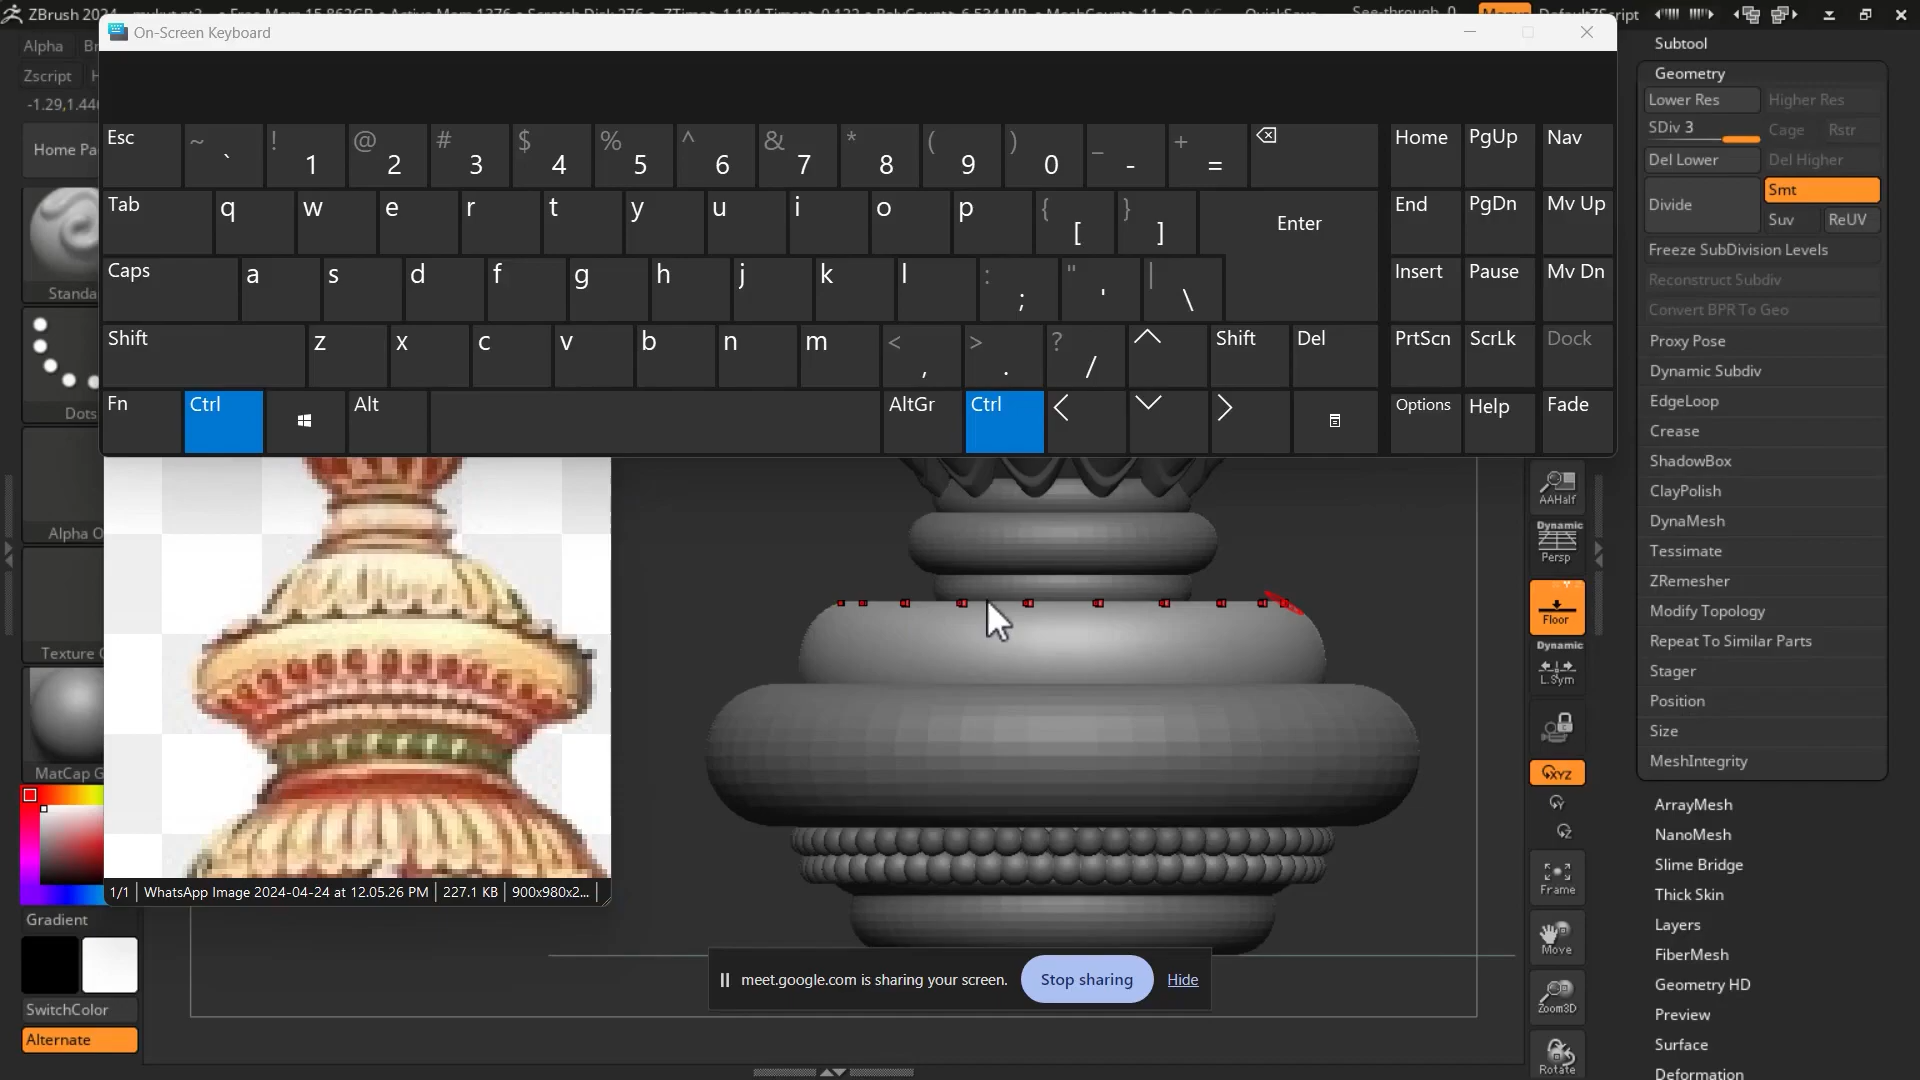 ZBrush 2024
DefaultZScript
On-Screen Keyboard
Alpha
Zscript
Home Pa
Standa
Dots
Alpha O
Texture
MatCap G
Gradient
SwitchColor
Alternate
Esc ~ ` ! 1 @ 2 # 3 $ 4 % 5 ^ 6 & 7 * 8 ( 9 ) 0 _ - + = Home PgUp Nav
Tab q w e r t y u i o p { [ } ] Enter End PgDn Mv Up
Caps a s d f g h j k l : ; " ' | \ Insert Pause Mv Dn
Shift z x c v b n m < , > . ? / Shift Del PrtScn ScrLk Dock
Fn Ctrl Alt AltGr Ctrl Options Help Fade
1/1 WhatsApp Image 2024-04-24 at 12.05.26 PM 227.1 KB 900x980x2...
meet.google.com is sharing your screen. Stop sharing Hide
AAHalf
Dynamic
Persp
Floor
Dynamic
L.Sym
XYZ
Y
Z
Frame
Move
Zoom3D
Rotate
Subtool
Geometry
Lower Res Higher Res
SDiv 3 Cage Rstr
Del Lower Del Higher
Divide Smt
Suv ReUV
Freeze SubDivision Levels
Reconstruct Subdiv
Convert BPR To Geo
Proxy Pose
Dynamic Subdiv
EdgeLoop
Crease
ShadowBox
ClayPolish
DynaMesh
Tessimate
ZRemesher
Modify Topology
Repeat To Similar Parts
Stager
Position
Size
MeshIntegrity
ArrayMesh
NanoMesh
Slime Bridge
Thick Skin
Layers
FiberMesh
Geometry HD
Preview
Surface
Deformation